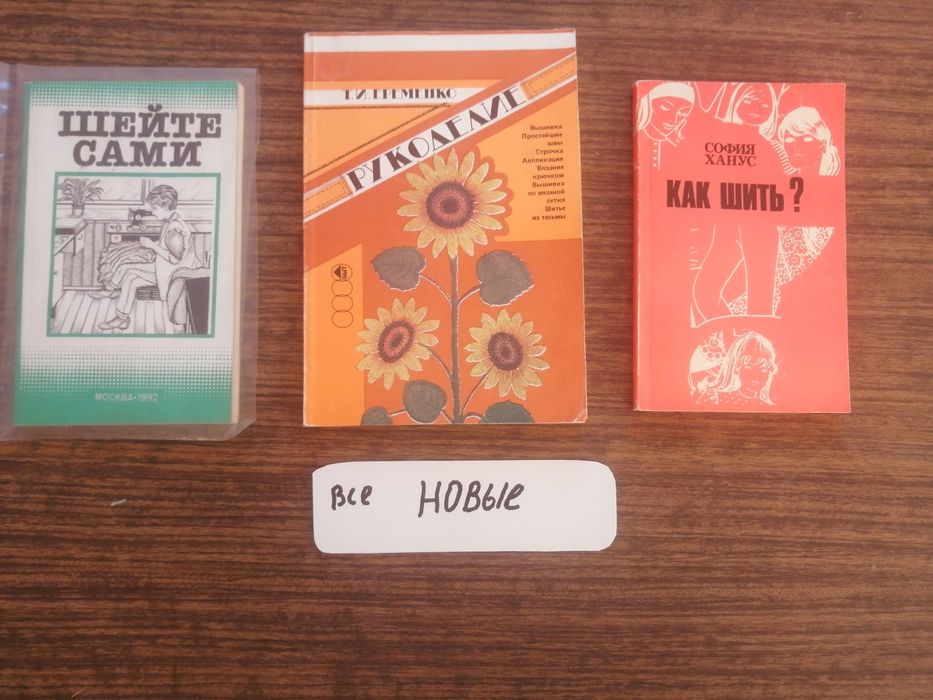 ШЕЙТЕ
САМИ
МОСКВА-1992
Т.И.ЕРЕМЕНКО
РУКОДЕЛИЕ
Вышивка
Простейшие
швы
Строчка
Аппликация
Вязание
крючком
Вышивка
по вязаной
сетке
Шитье
из тесьмы
БЫТ
СОФИЯ
ХАНУС
КАК ШИТЬ?
Все НОВЫЕ